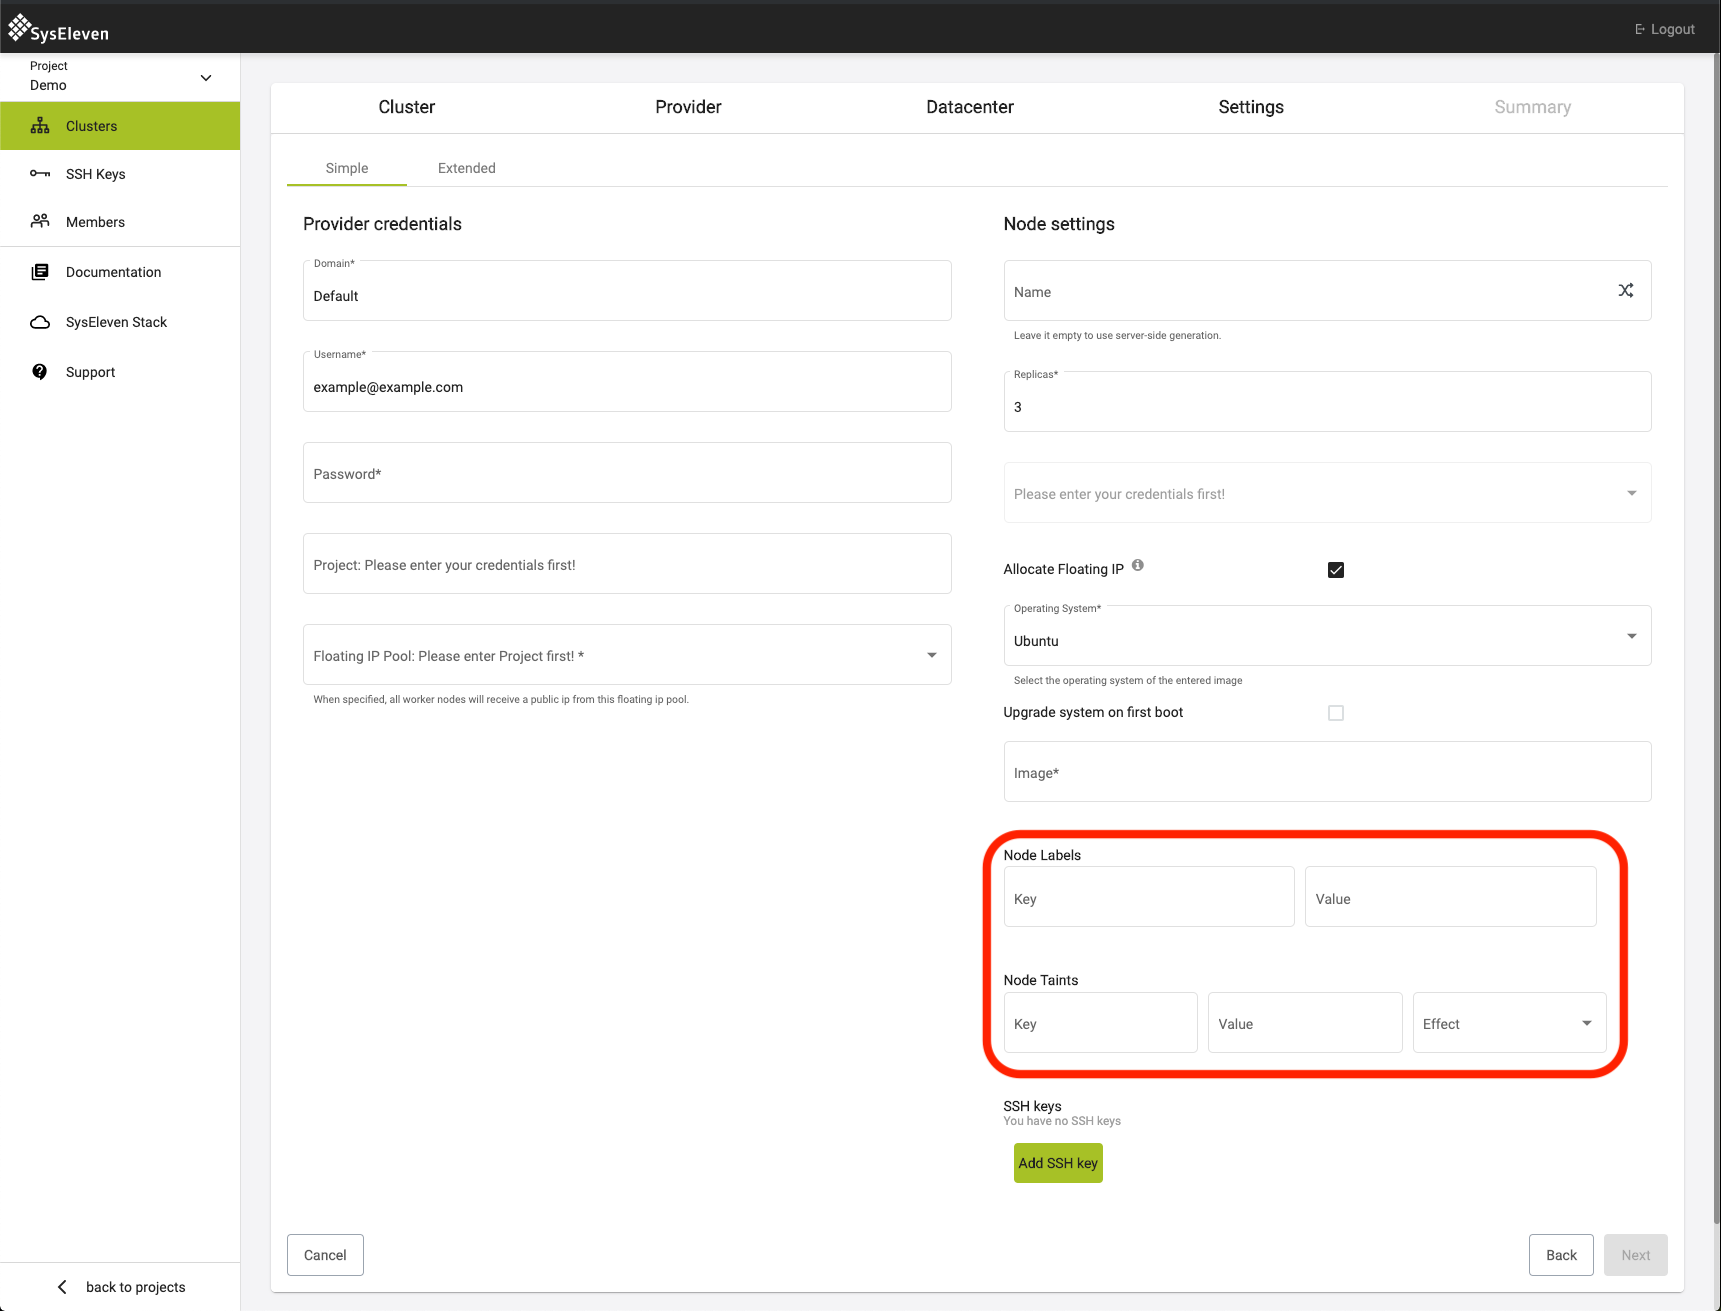 SysEleven
Logout
Project
Demo
Clusters
SSH Keys
Members
Documentation
SysEleven Stack
Support
back to projects
Cluster
Provider
Datacenter
Settings
Summary
Simple
Extended
Provider credentials
Domain*
Default
Username*
example@example.com
Password*
Project: Please enter your credentials first!
Floating IP Pool: Please enter Project first! *
When specified, all worker nodes will receive a public ip from this floating ip pool.
Node settings
Name
Leave it empty to use server-side generation.
Replicas*
3
Please enter your credentials first!
Allocate Floating IP
Operating System*
Ubuntu
Select the operating system of the entered image
Upgrade system on first boot
Image*
Node Labels
Key
Value
Node Taints
Key
Value
Effect
SSH keys
You have no SSH keys
Add SSH key
Cancel
Back
Next